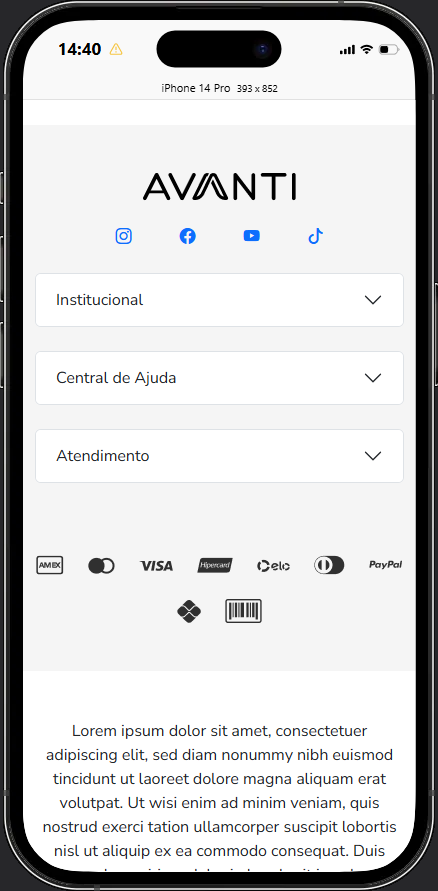 14:40
iPhone 14 Pro 393 x 852
AVANTI
Institucional
Central de Ajuda
Atendimento
AMEX VISA Hipercard elo PayPal
Lorem ipsum dolor sit amet, consectetuer
adipiscing elit, sed diam nonummy nibh euismod
tincidunt ut laoreet dolore magna aliquam erat
volutpat. Ut wisi enim ad minim veniam, quis
nostrud exerci tation ullamcorper suscipit lobortis
nisl ut aliquip ex ea commodo consequat. Duis